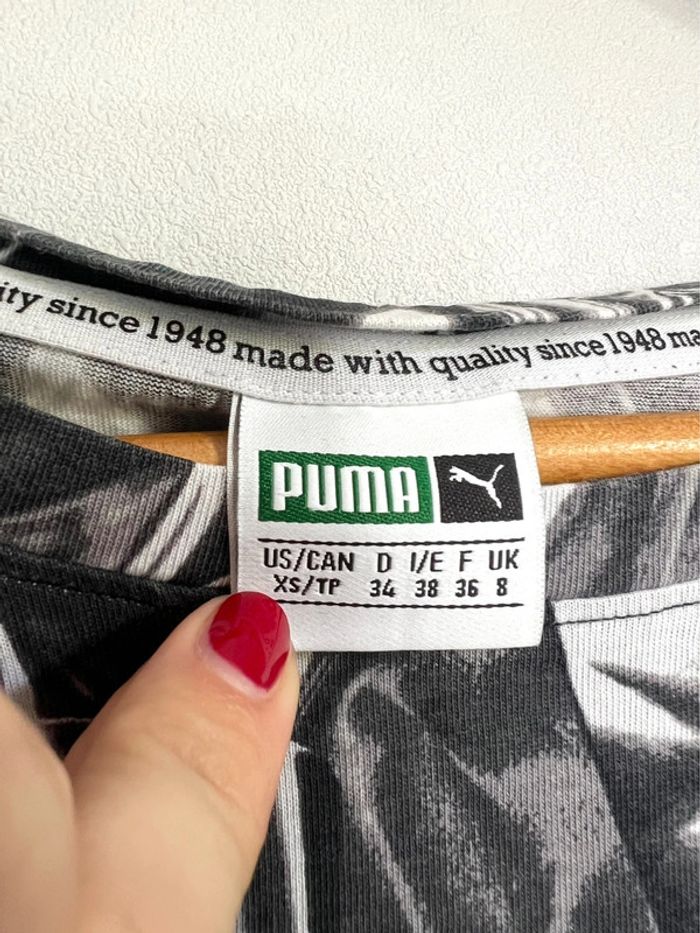 ity since 1948 made with quality since 1948 ma
PUMA
US/CAN D I/E F UK
XS/TP 34 38 36 8